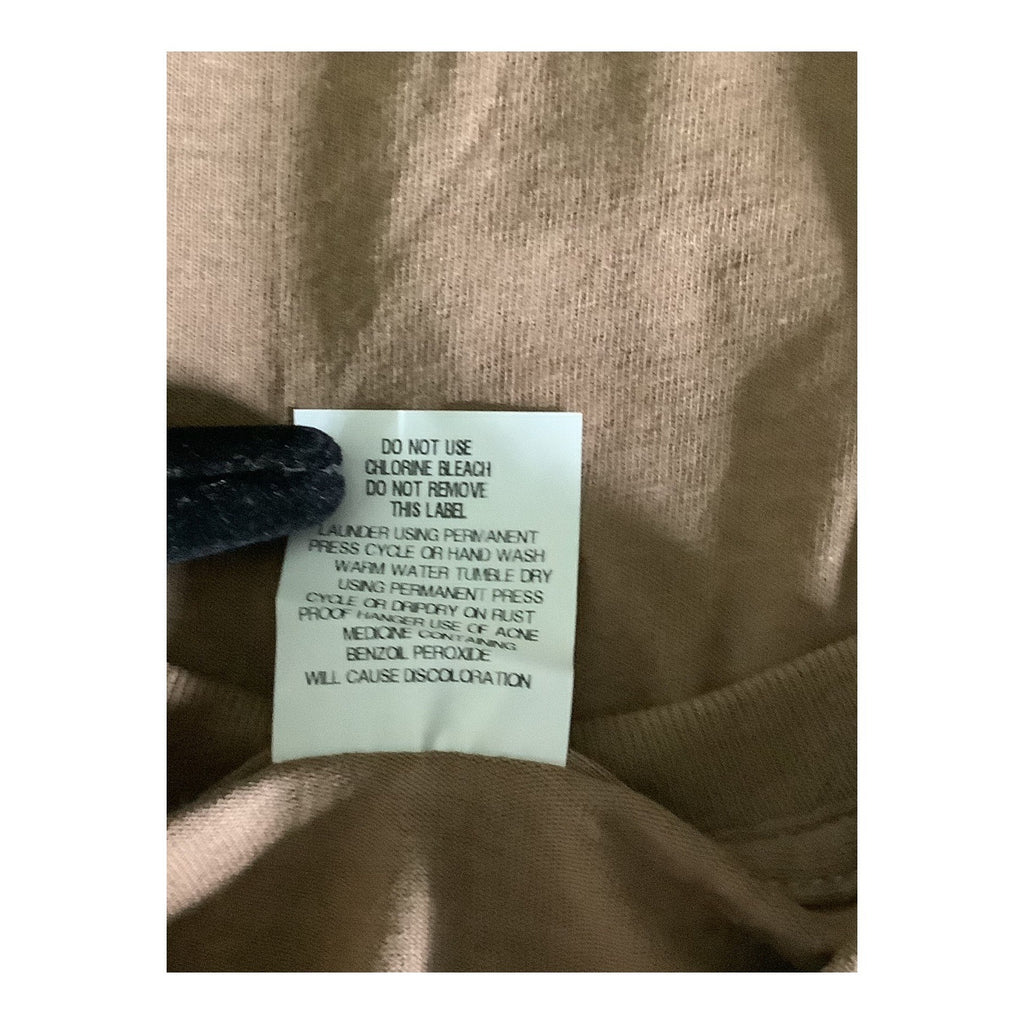 DO NOT USE
CHLORINE BLEACH
DO NOT REMOVE
THIS LABEL
LAUNDER USING PERMANENT
PRESS CYCLE OR HAND WASH
WARM WATER TUMBLE DRY
USING PERMANENT PRESS
CYCLE OR DRIPDRY ON RUST
PROOF HANGER USE OF ACNE
MEDICINE CONTAINING
BENZOIL PEROXIDE
WILL CAUSE DISCOLORATION